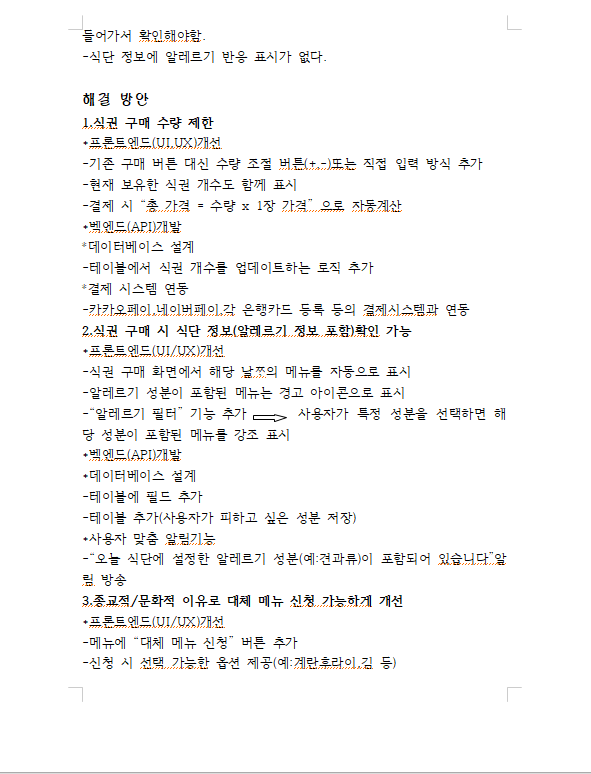 들어가서 확인해야함.
-식단 정보에 알레르기 반응 표시가 없다.
해결 방안
1.식권 구매 수량 제한
*프론트엔드(UI,UX)개선
-기존 구매 버튼 대신 수량 조절 버튼(+,-)또는 직접 입력 방식 추가
-현재 보유한 식권 개수도 함께 표시
-결제 시 “총 가격 = 수량 x 1장 가격” 으로 자동계산
*벡엔드(API)개발
*데이터베이스 설계
-테이블에서 식권 개수를 업데이트하는 로직 추가
*결제 시스템 연동
-카카오페이,네이버페이,각 은행카드 등록 등의 결제시스템과 연동
2.식권 구매 시 식단 정보(알레르기 정보 포함)확인 가능
*프론트엔드(UI/UX)개선
-식권 구매 화면에서 해당 날쯔의 메뉴를 자동으로 표시
-알레르기 성분이 포함된 메뉴는 경고 아이콘으로 표시
-“알레르기 필터” 기능 추가 ⇒ 사용자가 특정 성분을 선택하면 해
당 성분이 포함된 메뉴를 강조 표시
*벡엔드(API)개발
*데이터베이스 설계
-테이블에 필드 추가
-테이블 추가(사용자가 피하고 싶은 성분 저장)
*사용자 맞춤 알림기능
-“오늘 식단에 설정한 알레르기 성분(예:견과류)이 포함되어 있습니다”알
림 방송
3.종교적/문화적 이유로 대체 메뉴 신청 가능하게 개선
*프론트엔드(UI/UX)개선
-메뉴에 “대체 메뉴 신청” 버튼 추가
-신청 시 선택 가능한 옵션 제공(예:계란후라이,김 등)